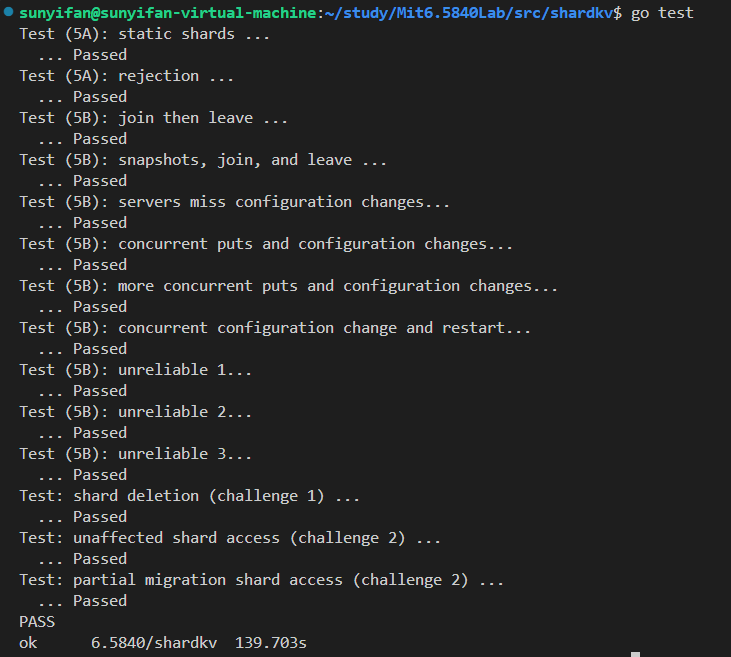 sunyifan@sunyifan-virtual-machine:~/study/Mit6.5840Lab/src/shardkv$ go test
Test (5A): static shards ...
  ... Passed
Test (5A): rejection ...
  ... Passed
Test (5B): join then leave ...
  ... Passed
Test (5B): snapshots, join, and leave ...
  ... Passed
Test (5B): servers miss configuration changes...
  ... Passed
Test (5B): concurrent puts and configuration changes...
  ... Passed
Test (5B): more concurrent puts and configuration changes...
  ... Passed
Test (5B): concurrent configuration change and restart...
  ... Passed
Test (5B): unreliable 1...
  ... Passed
Test (5B): unreliable 2...
  ... Passed
Test (5B): unreliable 3...
  ... Passed
Test: shard deletion (challenge 1) ...
  ... Passed
Test: unaffected shard access (challenge 2) ...
  ... Passed
Test: partial migration shard access (challenge 2) ...
  ... Passed
PASS
ok      6.5840/shardkv  139.703s